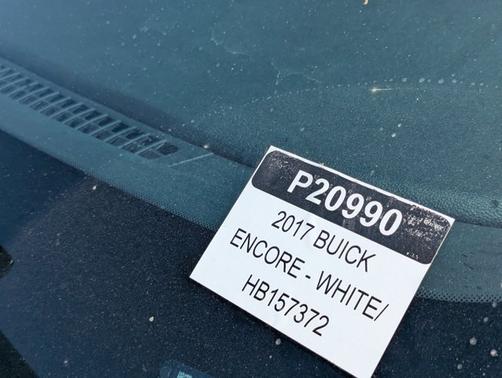 P20990
2017 BUICK
ENCORE - WHITE/
HB157372